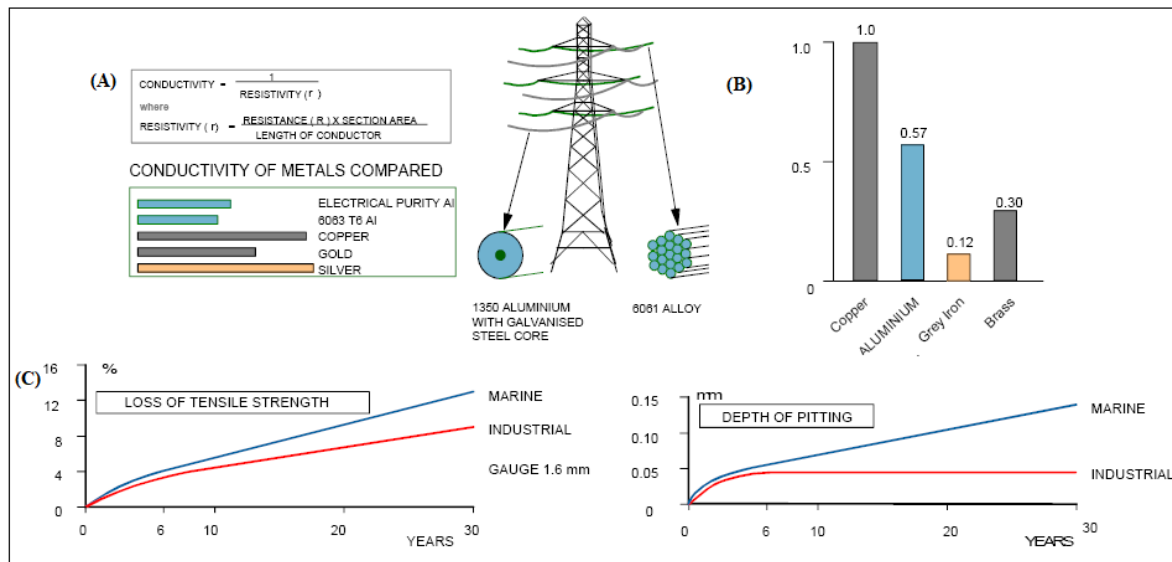 (A)
CONDUCTIVITY = 1
RESISTIVITY ( r )
where
RESISTIVITY ( r) = RESISTANCE ( R ) X SECTION AREA
LENGTH OF CONDUCTOR
CONDUCTIVITY OF METALS COMPARED
ELECTRICAL PURITY Al
6063 T6 Al
COPPER
GOLD
SILVER
1350 ALUMINIUM
WITH GALVANISED
STEEL CORE
6061 ALLOY
(B)
1.0
0.5
0
1.0
0.57
0.12
0.30
Copper
ALUMINIUM
Grey Iron
Brass
(C)
16
12
8
4
0
%
LOSS OF TENSILE STRENGTH
MARINE
INDUSTRIAL
GAUGE 1.6 mm
0
6
10
20
30
YEARS
0.15
0.10
0.05
0
mm
DEPTH OF PITTING
MARINE
INDUSTRIAL
0
6
10
20
30
YEARS